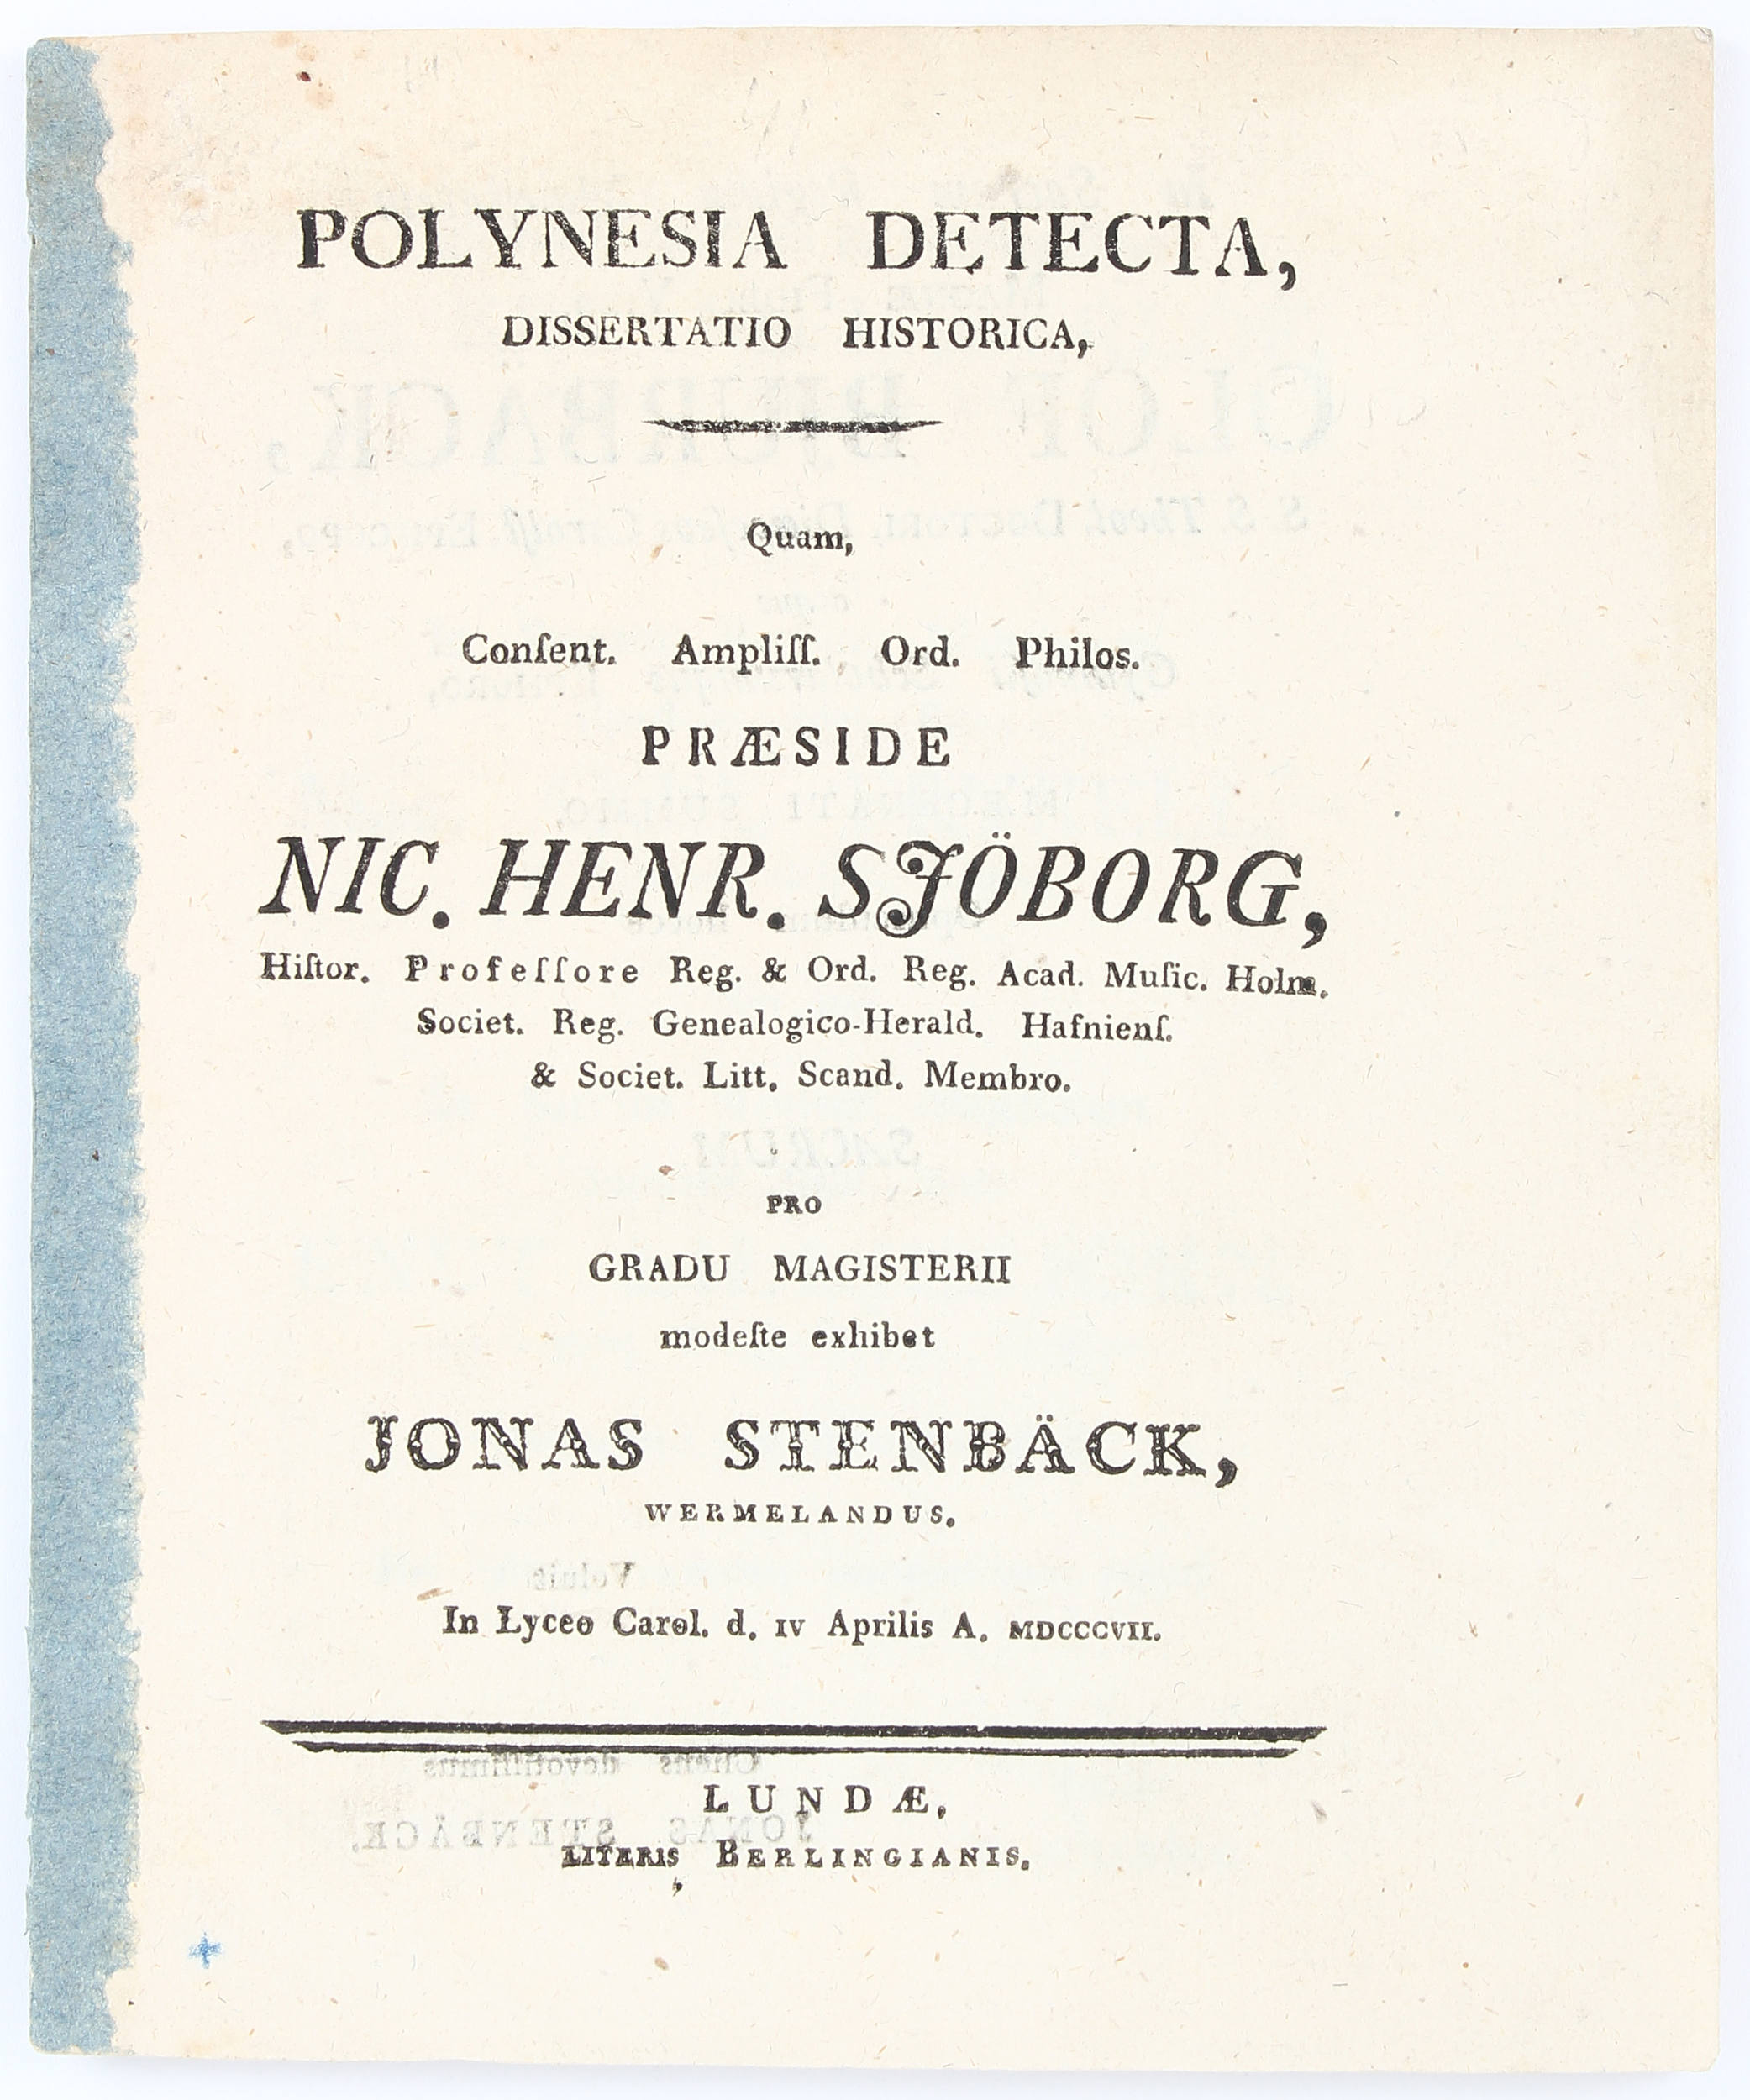 POLYNESIA DETECTA,
DISSERTATIO HISTORICA,
Quam,
Conſent. Ampliſſ. Ord. Philos.
PRÆSIDE
NIC. HENR. SJÖBORG,
Hiſtor. Profeſſore Reg. & Ord. Reg. Acad. Muſic. Holm.
Societ. Reg. Genealogico-Herald. Hafnienſ.
& Societ. Litt. Scand. Membro.
PRO
GRADU MAGISTERII
modeſte exhibet
JONAS STENBÄCK,
WERMELANDUS.
In Lyceo Carol. d. IV Aprilis A. MDCCCVII.
LUNDÆ,
LITERIS BERLINGIANIS.